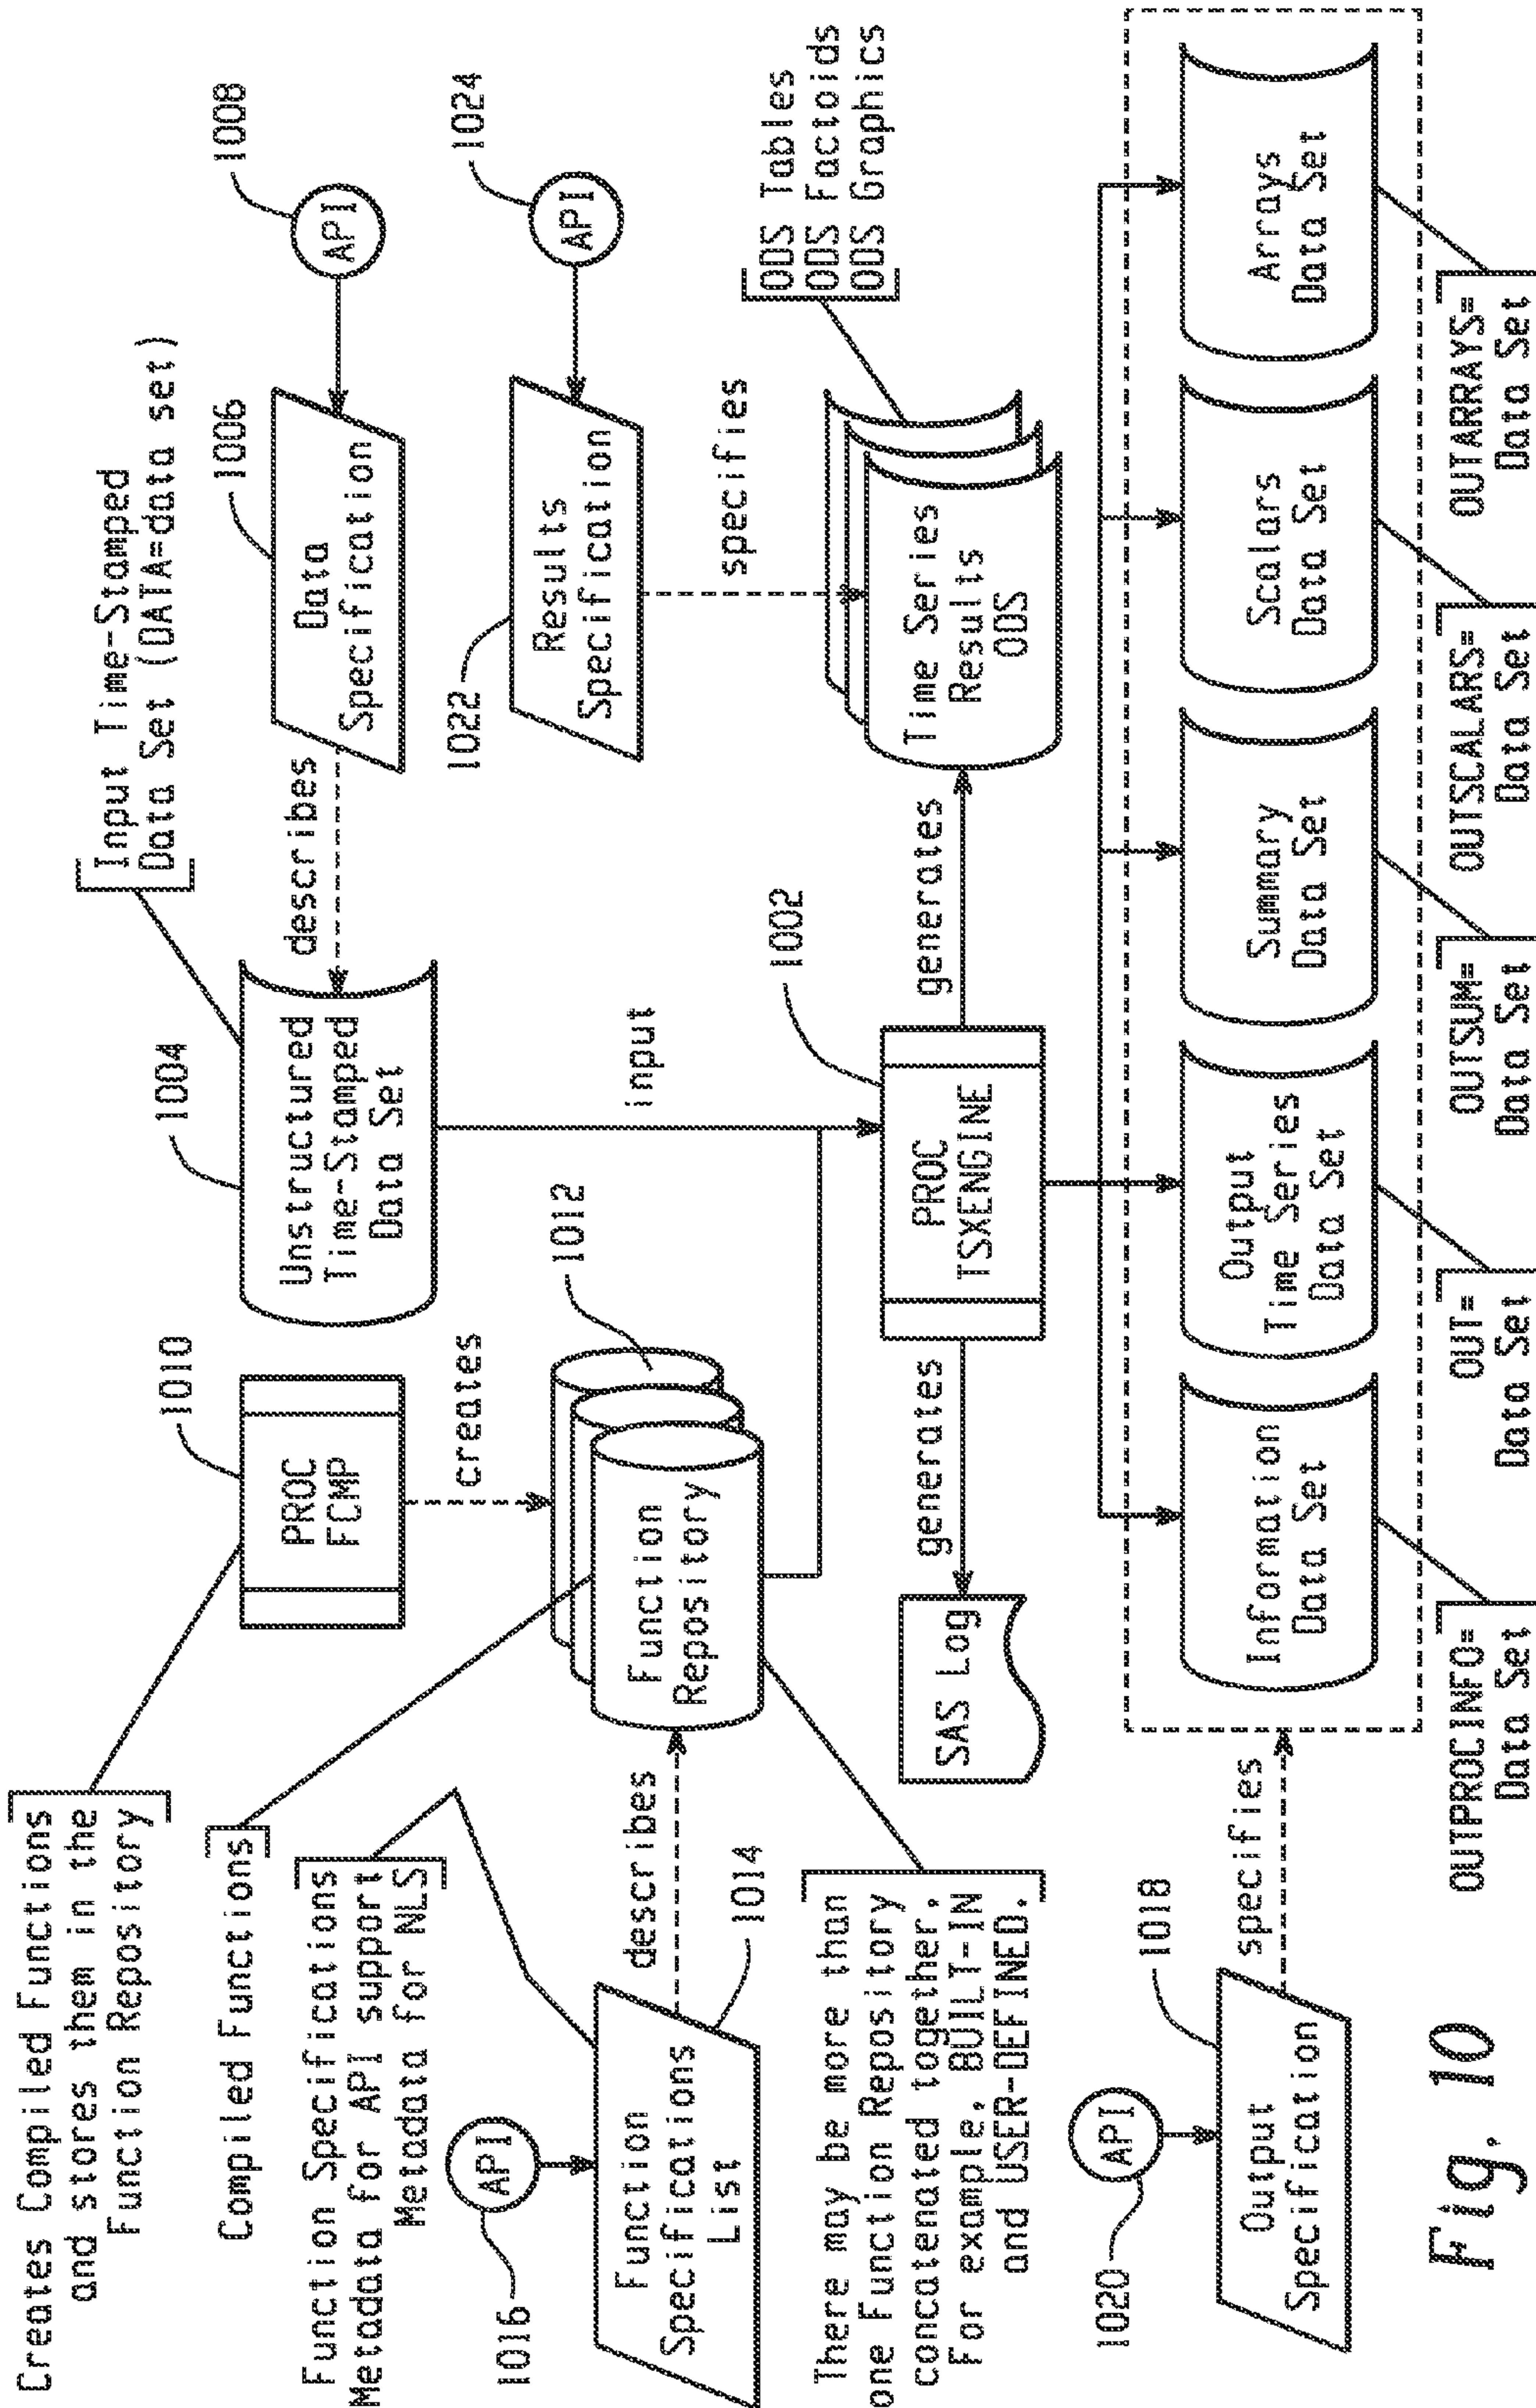 Creates Compiled Functions
and stores them in the
Function Repository
Compiled Functions
Function Specifications
Metadata for API support
Metadata for NLS
1010
PROC
FCMP
creates
1012
Function
Repository
1004
Unstructured
Time-Stamped
Data Set
Input Time-Stamped
Data Set (DATA=data set)
describes
1006
Data
Specification
1008
API
1016
API
Function
Specifications
List
1014
describes
There may be more than
one Function Repository
concatenated together,
For example, BUILT-IN
and USER-DEFINED.
input
1002
PROC
TSXENGINE
generates
SAS Log
generates
Time Series
Results
ODS
specifies
1022
Results
Specification
1024
API
ODS Tables
ODS Factoids
ODS Graphics
1020
API
1018
Output
Specification
specifies
Information
Data Set
Output
Time Series
Data Set
Summary
Data Set
Scalars
Data Set
Arrays
Data Set
OUTPROCINFO=
Data Set
OUT=
Data Set
OUTSUM=
Data Set
OUTSCALARS=
Data Set
OUTARRAYS=
Data Set
Fig. 10